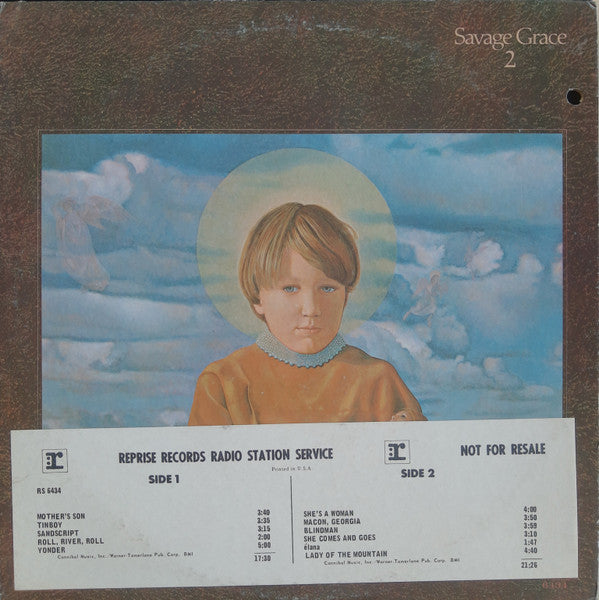 Savage Grace
2
r
REPRISE RECORDS RADIO STATION SERVICE
Printed in U.S.A.
r
NOT FOR RESALE
RS 6434
SIDE 1
MOTHER'S SON 3:40
TINBOY 3:35
SANDSCRIPT 3:15
ROLL, RIVER, ROLL 2:00
YONDER 5:00
Cannibal Music, Inc.-Warner-Tamerlane Pub. Corp. BMI
17:30
SIDE 2
SHE'S A WOMAN 4:00
MACON, GEORGIA 3:50
BLINDMAN 3:59
SHE COMES AND GOES 3:10
élana 1:47
LADY OF THE MOUNTAIN 4:40
Cannibal Music, Inc.-Warner-Tamerlane Pub. Corp. BMI
21:26